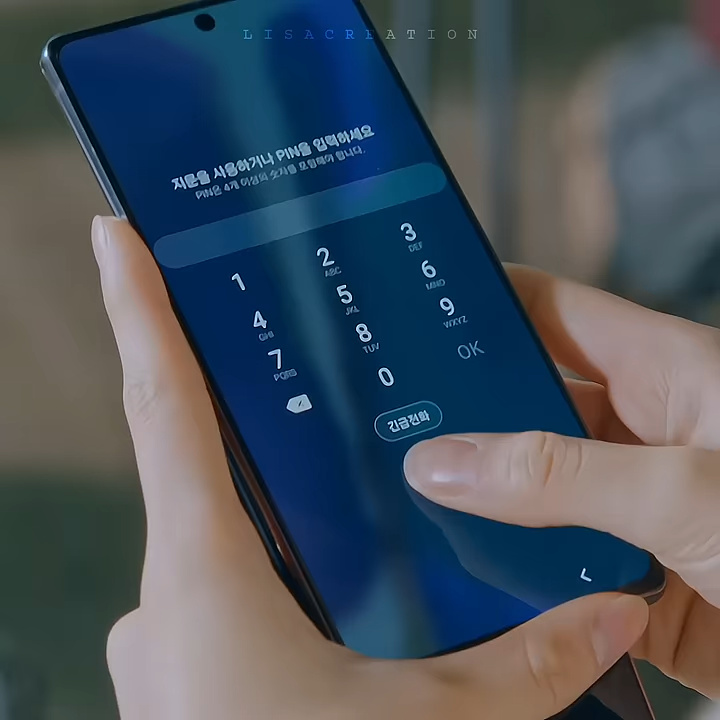 LISACREATION
지문을 사용하거나 PIN을 입력하세요
PIN은 4개 이상의 숫자를 포함해야 합니다.
1 2 3
ABC DEF
4 5 6
GHI JKL MNO
7 8 9
PQRS TUV WXYZ
0 OK
긴급전화